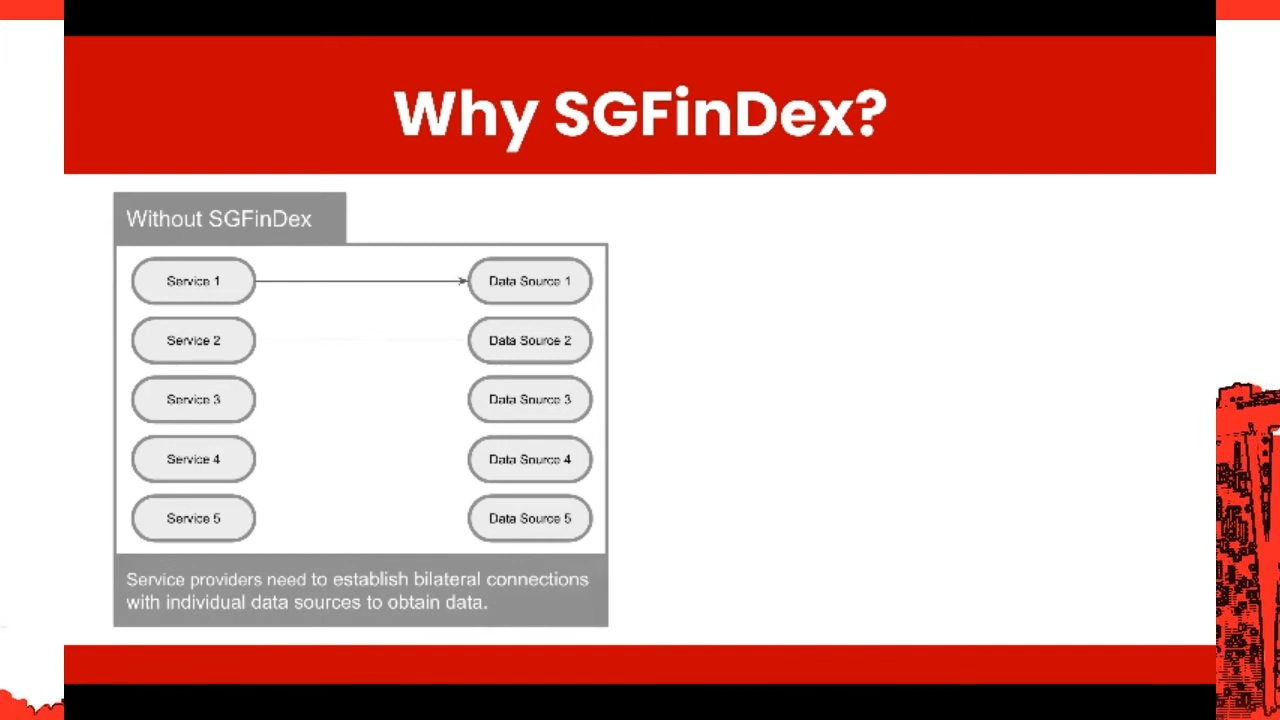 Why SGFinDex?
Without SGFinDex
Service 1
Data Source 1
Service 2
Data Source 2
Service 3
Data Source 3
Service 4
Data Source 4
Service 5
Data Source 5
Service providers need to establish bilateral connections
with individual data sources to obtain data.